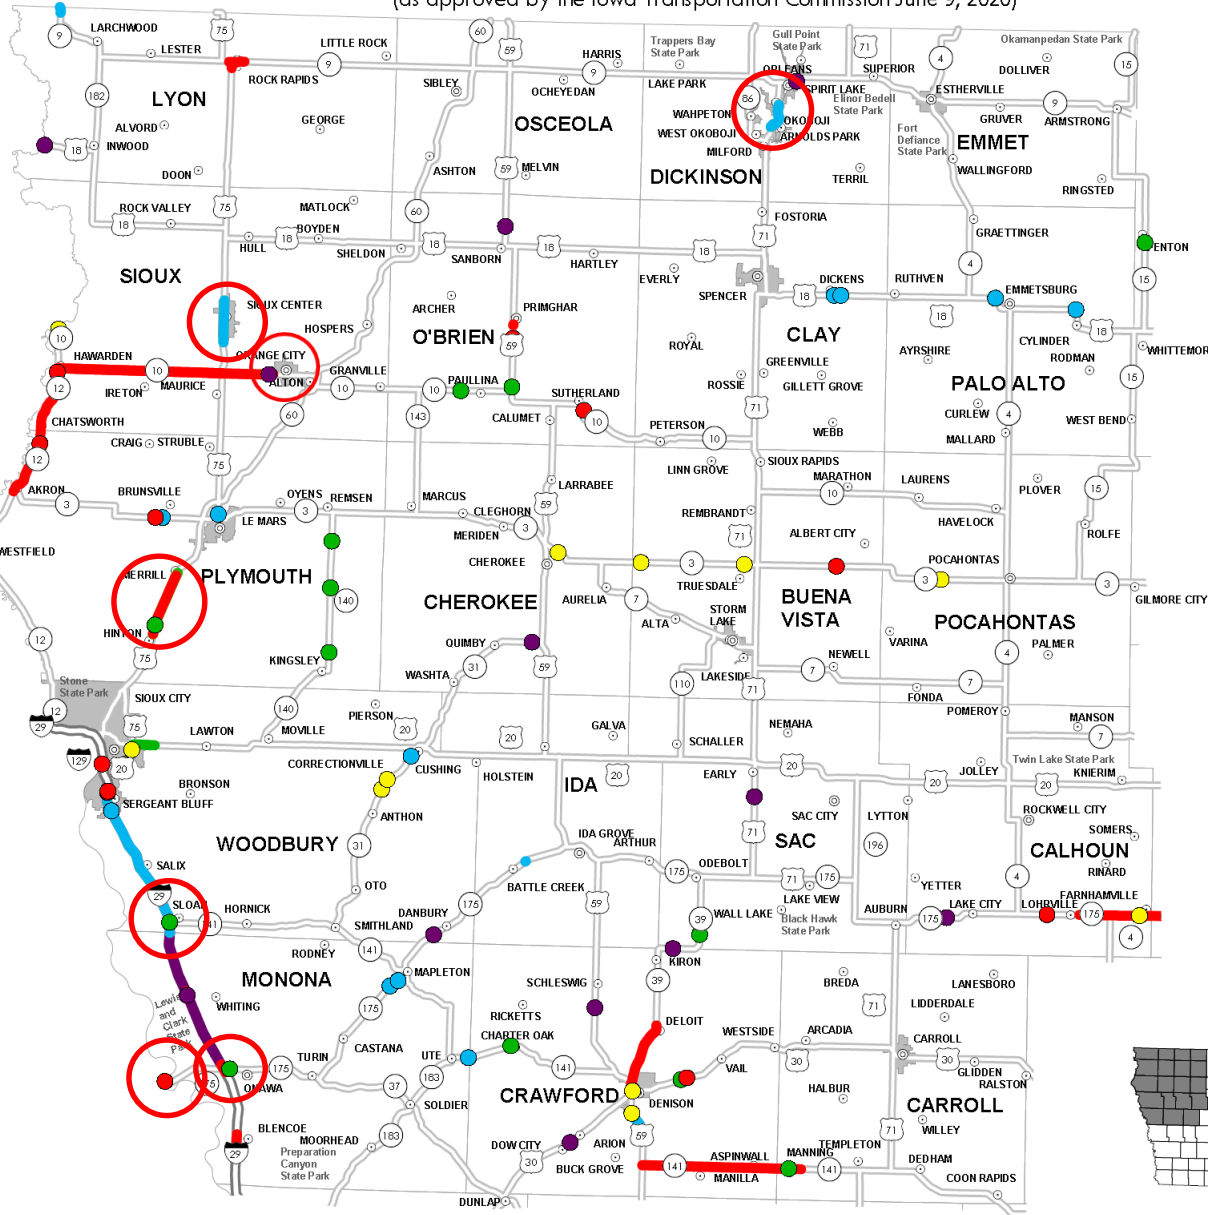 (as approved by the Iowa Transportation Commission June 9, 2020)
LARCHWOOD
LESTER
LITTLE ROCK
ROCK RAPIDS
LYON
ALVORD
INWOOD
GEORGE
DOON
SIBLEY
ASHTON
HARRIS
OCHEYEDAN
OSCEOLA
MELVIN
Trappers Bay
State Park
Gull Point
State Park
LAKE PARK
ORLEANS
SPIRIT LAKE
SUPERIOR
Okamanpedan State Park
DOLLIVER
ESTHERVILLE
Elinor Bedell
State Park
WAHPETON
OKOBOJI
WEST OKOBOJI
ARNOLDS PARK
MILFORD
DICKINSON
TERRIL
Fort
Defiance
State Park
GRUVER
ARMSTRONG
EMMET
WALLINGFORD
RINGSTED
ROCK VALLEY
MATLOCK
BOYDEN
HULL
SHELDON
SANBORN
HARTLEY
FOSTORIA
GRAETTINGER
FENTON
SIOUX
SIOUX CENTER
HOSPERS
ARCHER
PRIMGHAR
O'BRIEN
EVERLY
SPENCER
DICKENS
RUTHVEN
EMMETSBURG
CLAY
CYLINDER
RODMAN
WHITTEMOR
HAWARDEN
ORANGE CITY
IRETON
MAURICE
ALTON
GRANVILLE
PAULLINA
CALUMET
SUTHERLAND
ROYAL
GREENVILLE
ROSSIE
GILLETT GROVE
AYRSHIRE
PALO ALTO
CURLEW
MALLARD
WEST BEND
CHATSWORTH
CRAIG
STRUBLE
PETERSON
WEBB
LINN GROVE
SIOUX RAPIDS
MARATHON
LAURENS
PLOVER
AKRON
BRUNSVILLE
OYENS
REMSEN
MARCUS
LARRABEE
LE MARS
CLEGHORN
MERIDEN
REMBRANDT
HAVELOCK
ROLFE
WESTFIELD
MERRILL
PLYMOUTH
HINTON
KINGSLEY
CHEROKEE
CHEROKEE
AURELIA
ALBERT CITY
TRUESDALE
POCAHONTAS
GILMORE CITY
BUENA
VISTA
STORM
LAKE
ALTA
LAKESIDE
NEWELL
VARINA
POCAHONTAS
PALMER
QUIMBY
WASHTA
FONDA
POMEROY
MANSON
Stone
State Park
SIOUX CITY
LAWTON
MOVILLE
PIERSON
CORRECTIONVILLE
CUSHING
HOLSTEIN
GALVA
SCHALLER
NEMAHA
EARLY
JOLLEY
Twin Lake State Park
KNIERIM
BRONSON
SERGEANT BLUFF
ANTHON
IDA
SAC CITY
SAC
LYTTON
ROCKWELL CITY
SOMERS
CALHOUN
RINARD
WOODBURY
SALIX
OTO
IDA GROVE
ARTHUR
BATTLE CREEK
ODEBOLT
LAKE VIEW
YETTER
FARNHAMVILLE
SLOAN
HORNICK
DANBURY
SMITHLAND
WALL LAKE
Black Hawk
State Park
AUBURN
LAKE CITY
LOHRVILLE
RODNEY
MONONA
MAPLETON
WHITING
Lewis
and
Clark
State
Park
KIRON
SCHLESWIG
RICKETTS
CHARTER OAK
DELOIT
BREDA
LANESBORO
LIDDERDALE
WESTSIDE
ARCADIA
CARROLL
GLIDDEN
RALSTON
TURIN
CASTANA
UTE
ONAWA
SOLDIER
CRAWFORD
DENISON
VAIL
HALBUR
CARROLL
WILLEY
BLENCOE
MOORHEAD
Preparation
Canyon
State Park
DOW CITY
ARION
BUCK GROVE
ASPINWALL
MANILLA
MANNING
TEMPLETON
DEDHAM
COON RAPIDS
DUNLAP